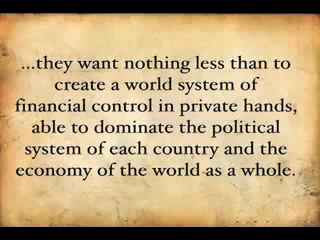 ...they want nothing less than to
create a world system of
financial control in private hands,
able to dominate the political
system of each country and the
economy of the world as a whole.